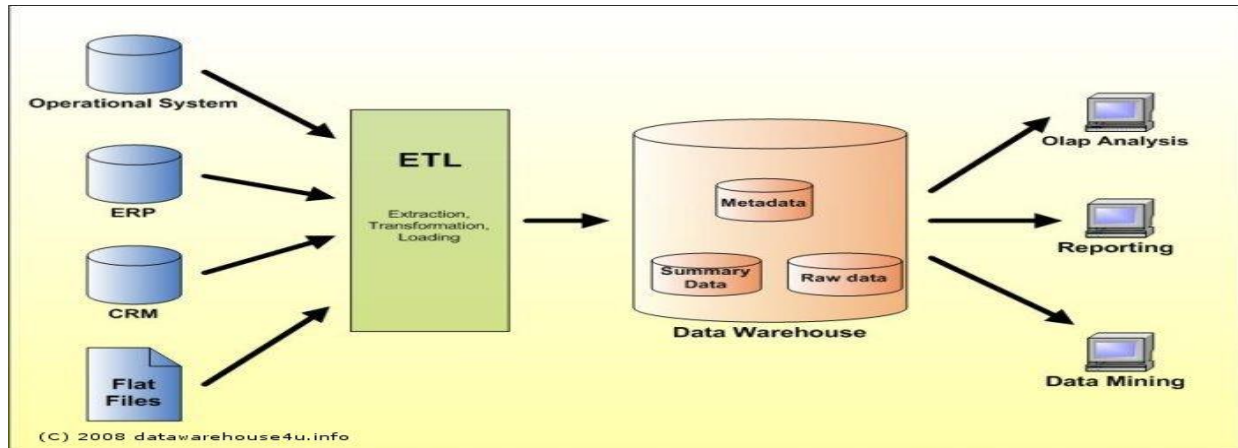 Operational System
ERP
CRM
Flat
Files
ETL
Extraction,
Transformation,
Loading
Metadata
Summary
Data
Raw data
Data Warehouse
Olap Analysis
Reporting
Data Mining
(C) 2008 datawarehouse4u.info